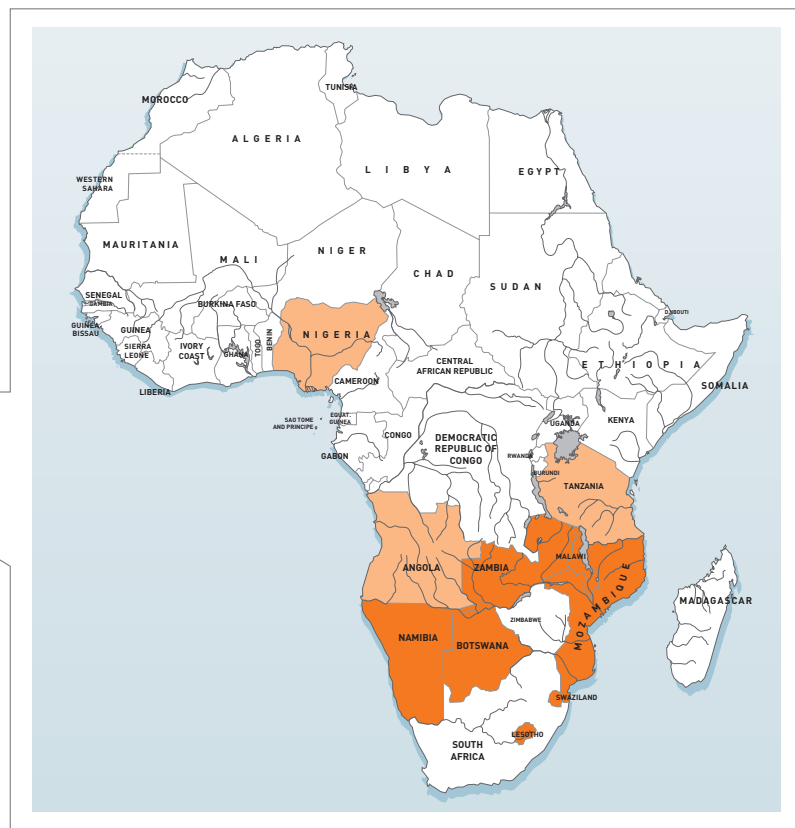 TUNISIA
MOROCCO
ALGERIA
LIBYA
EGYPT
WESTERN
SAHARA
MAURITANIA
MALI
NIGER
CHAD
SUDAN
SENEGAL
GAMBIA
BURKINA FASO
DJIBOUTI
GUINEA
BISSAU
GUINEA
NIGERIA
BENIN
TOGO
SIERRA
LEONE
IVORY
COAST
GHANA
CENTRAL
AFRICAN REPUBLIC
ETHIOPIA
CAMEROON
SOMALIA
LIBERIA
EQUAT.
GUINEA
SAO TOME
AND PRINCIPE
UGANDA
KENYA
CONGO
DEMOCRATIC
REPUBLIC OF
CONGO
GABON
RWANDA
BURUNDI
TANZANIA
MALAWI
ANGOLA
ZAMBIA
MOZAMBIQUE
MADAGASCAR
ZIMBABWE
NAMIBIA
BOTSWANA
SWAZILAND
LESOTHO
SOUTH
AFRICA